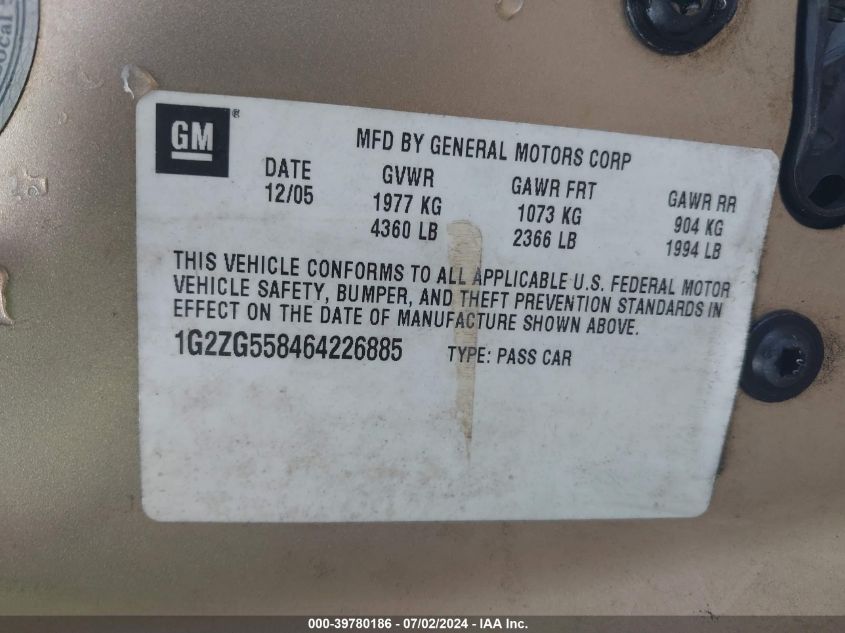 ocal
GM®
MFD BY GENERAL MOTORS CORP
DATE GVWR GAWR FRT GAWR RR
12/05 1977 KG 1073 KG 904 KG
4360 LB 2366 LB 1994 LB
THIS VEHICLE CONFORMS TO ALL APPLICABLE U.S. FEDERAL MOTOR
VEHICLE SAFETY, BUMPER, AND THEFT PREVENTION STANDARDS IN
EFFECT ON THE DATE OF MANUFACTURE SHOWN ABOVE.
1G2ZG558464226885 TYPE: PASS CAR
000-39780186 - 07/02/2024 - IAA Inc.